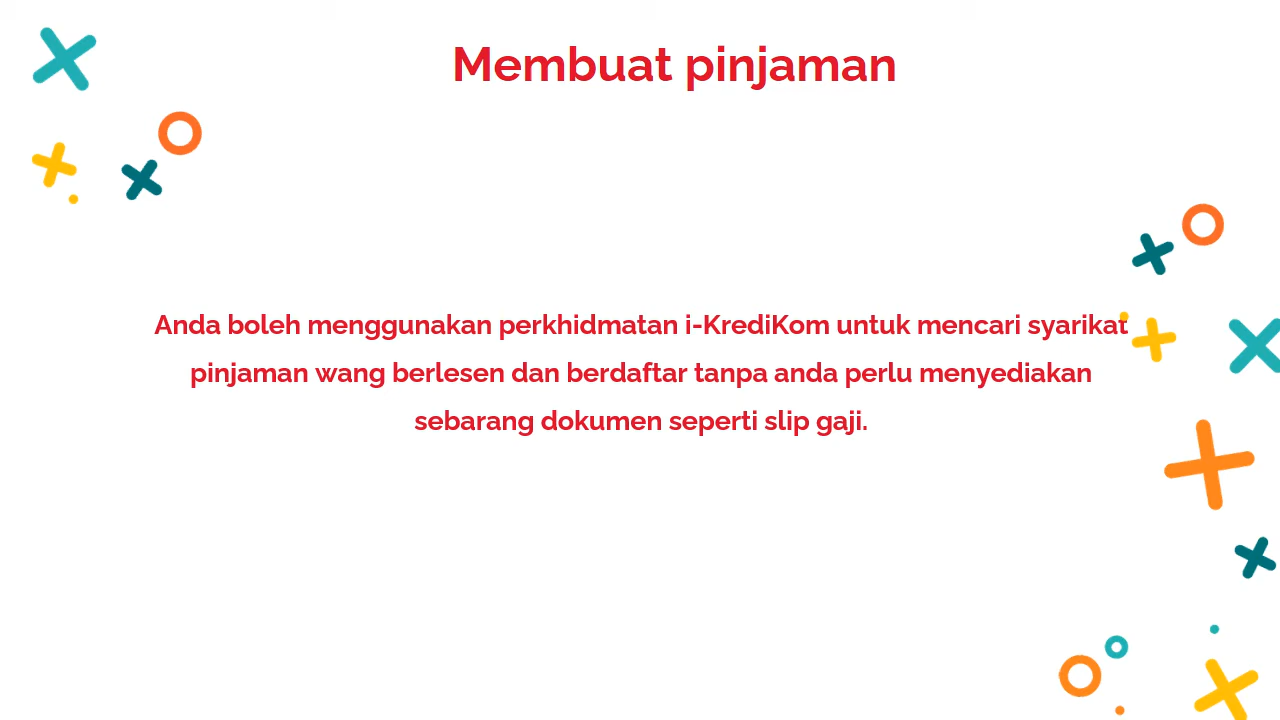 Membuat pinjaman
Anda boleh menggunakan perkhidmatan i-KrediKom untuk mencari syarikat
pinjaman wang berlesen dan berdaftar tanpa anda perlu menyediakan
sebarang dokumen seperti slip gaji.